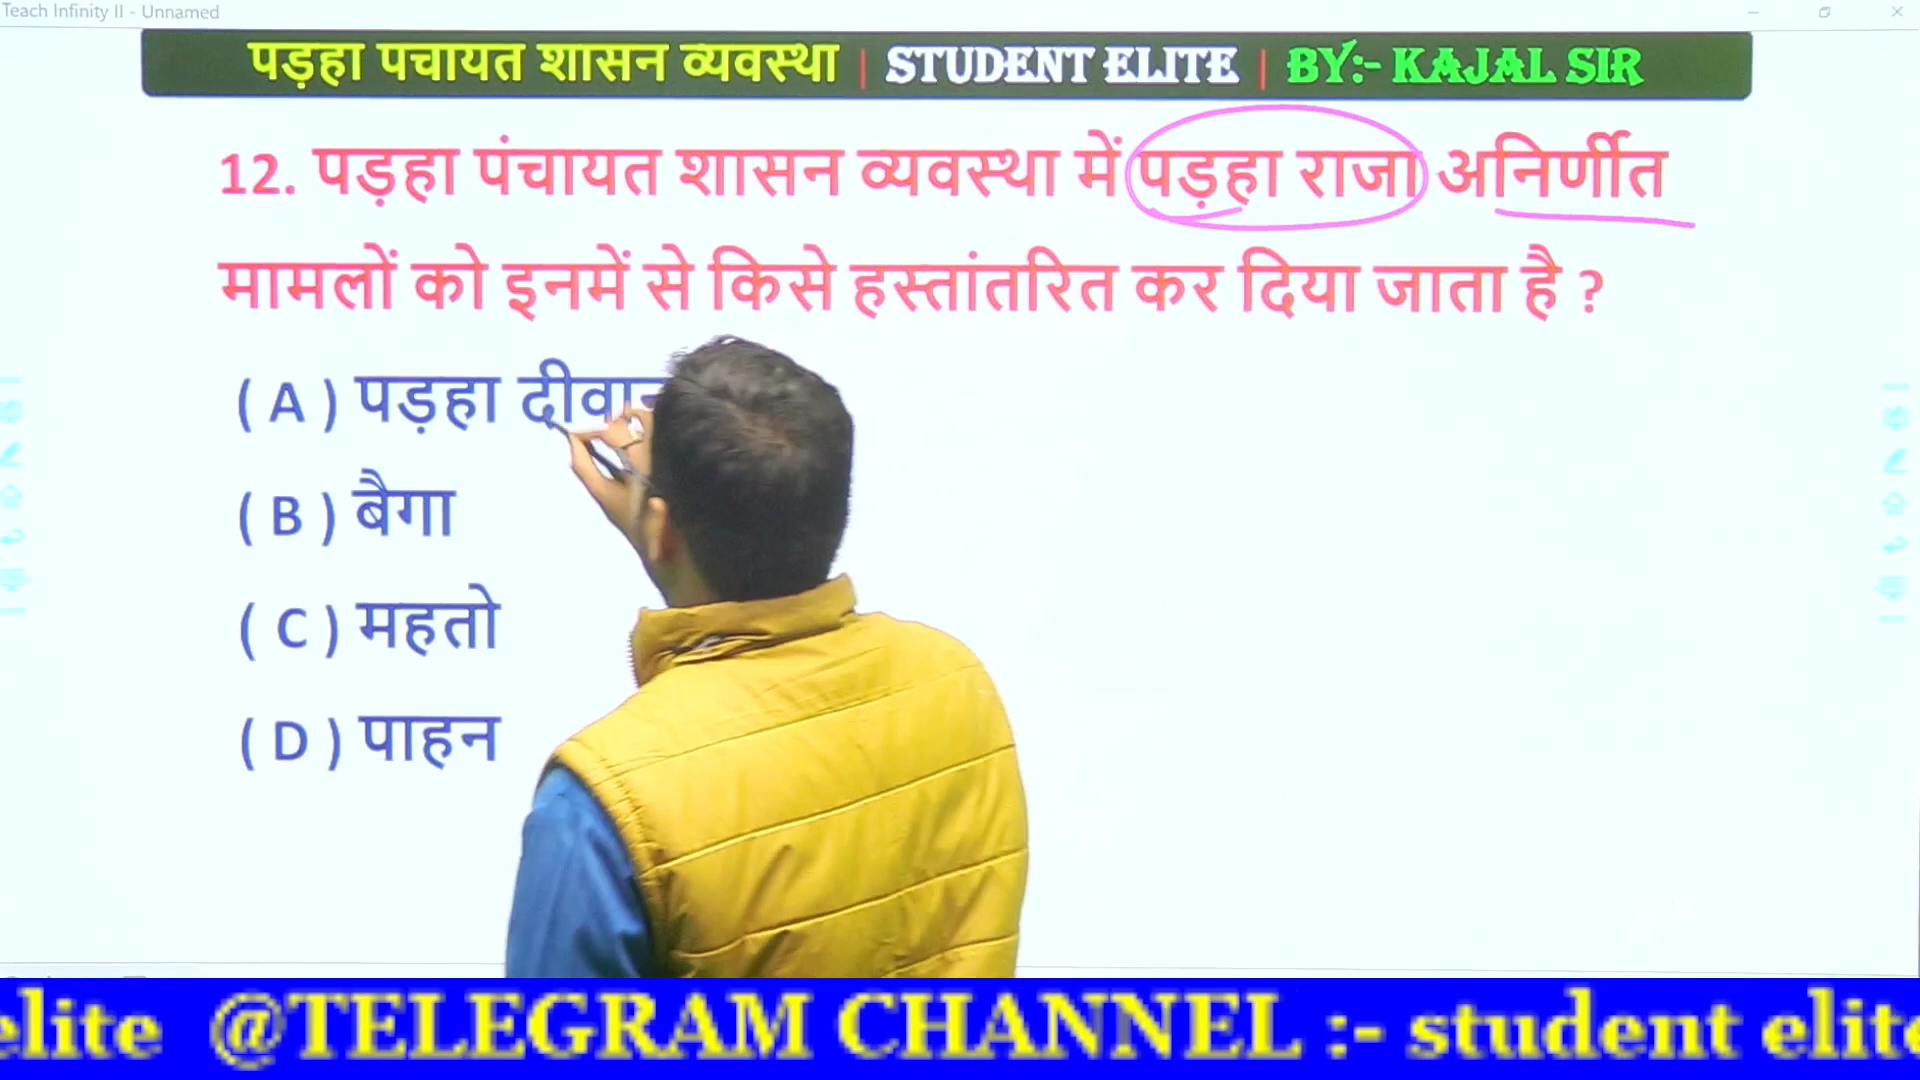 Teach Infinity II - Unnamed
पड़हा पचायत शासन व्यवस्था | STUDENT ELITE | BY:- KAJAL SIR
12. पड़हा पंचायत शासन व्यवस्था में पड़हा राजा अनिर्णीत
मामलों को इनमें से किसे हस्तांतरित कर दिया जाता है ?
( A ) पड़हा
( B ) बैगा
( C ) महतो
( D ) पाहन
elite @TELEGRAM CHANNEL :- student elite